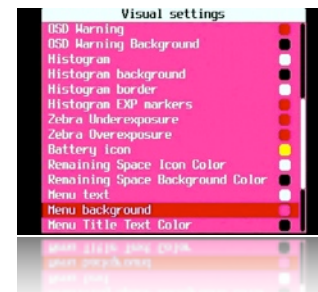 Visual settings
OSD Warning
OSD Warning Background
Histogram
Histogram background
Histogram border
Histogram EXP markers
Zebra Underexposure
Zebra Overexposure
Battery icon
Remaining Space Icon Color
Remaining Space Background Color
Menu text
Menu background
Menu Title Text Color